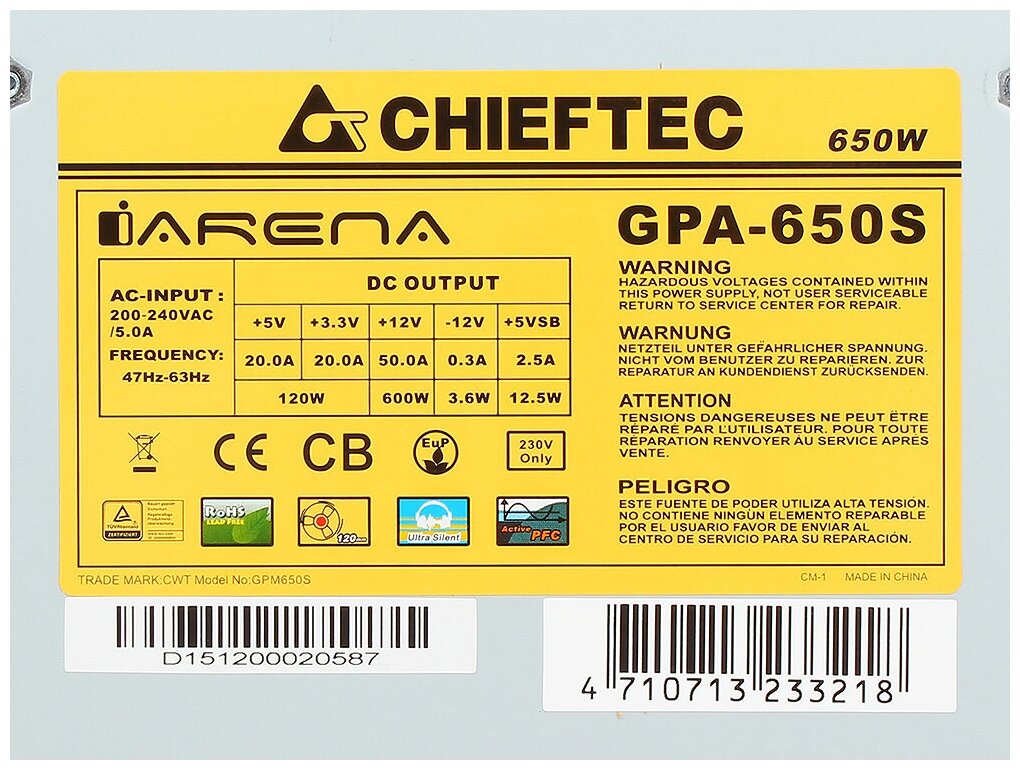 CHIEFTEC
650W
iARENA
GPA-650S
AC-INPUT :
200-240VAC
/5.0A
FREQUENCY:
47Hz-63Hz
DC OUTPUT
+5V +3.3V +12V -12V +5VSB
20.0A 20.0A 50.0A 0.3A 2.5A
120W 600W 3.6W 12.5W
WARNING
HAZARDOUS VOLTAGES CONTAINED WITHIN
THIS POWER SUPPLY, NOT USER SERVICEABLE
RETURN TO SERVICE CENTER FOR REPAIR.
WARNUNG
NETZTEIL UNTER GEFÄHRLICHER SPANNUNG.
NICHT VOM BENUTZER ZU REPARIEREN. ZUR
REPARATUR AN KUNDENDIENST ZURÜCKSENDEN.
ATTENTION
TENSIONS DANGEREUSES NE PEUT ËTRE
RÉPARÉ PAR L'UTILISATEUR. POUR TOUTE
RÉPARATION RENVOYER ÀU SERVICE APRÉS
VENTE.
PELIGRO
ESTE FUENTE DE PODER UTILIZA ALTA TENSIÓN.
NO CONTIENE NINGÚN ELEMENTO REPARABLE
POR EL USUARIO FAVOR DE ENVIAR AL
CENTRO DE SERVICIO PARA SU REPARACIÓN.
CE CB EuP
230V
Only
TÜVRheinland
ZERTIFIZIERT
RoHS
LEAD FREE
120mm
Ultra Silent
Active
PFC
TRADE MARK:CWT Model No:GPM650S
CM-1 MADE IN CHINA
D151200020587
4 710713 233218